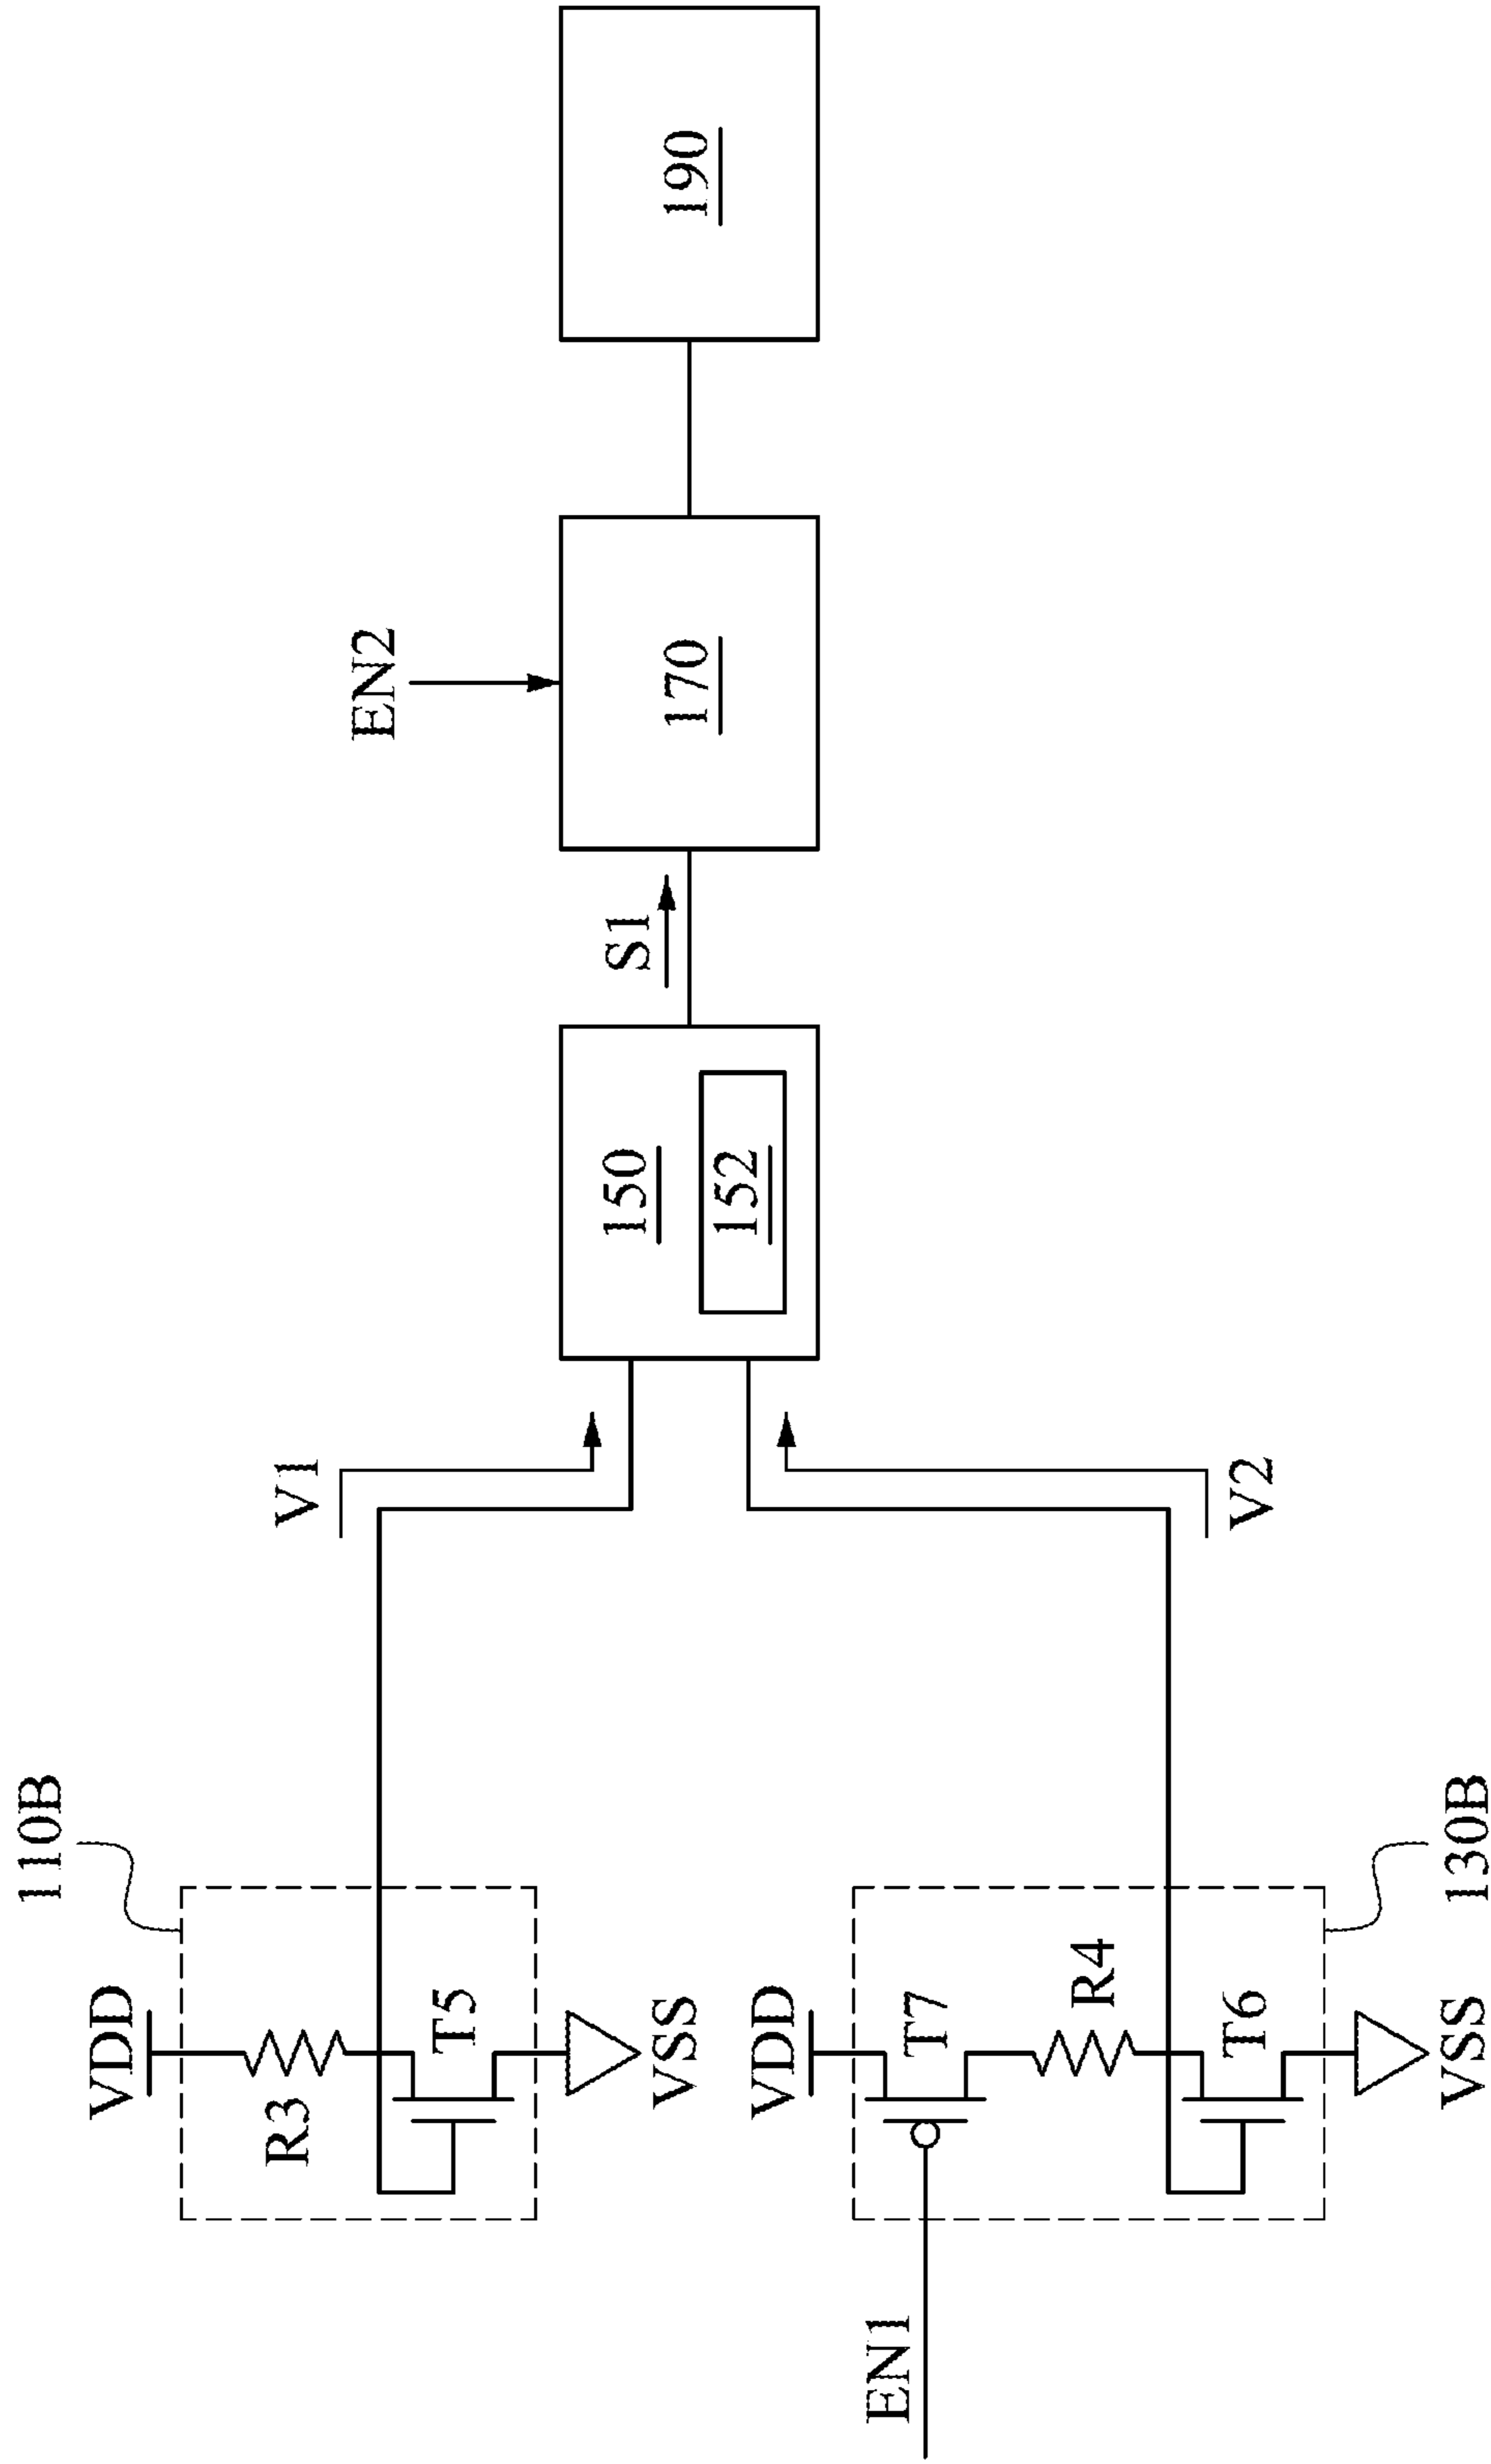 110B
VDD
R3
T5
VSS
V1
EN2
S1
150
152
170
190
EN1
VDD
T7
R4
T6
VSS
V2
130B